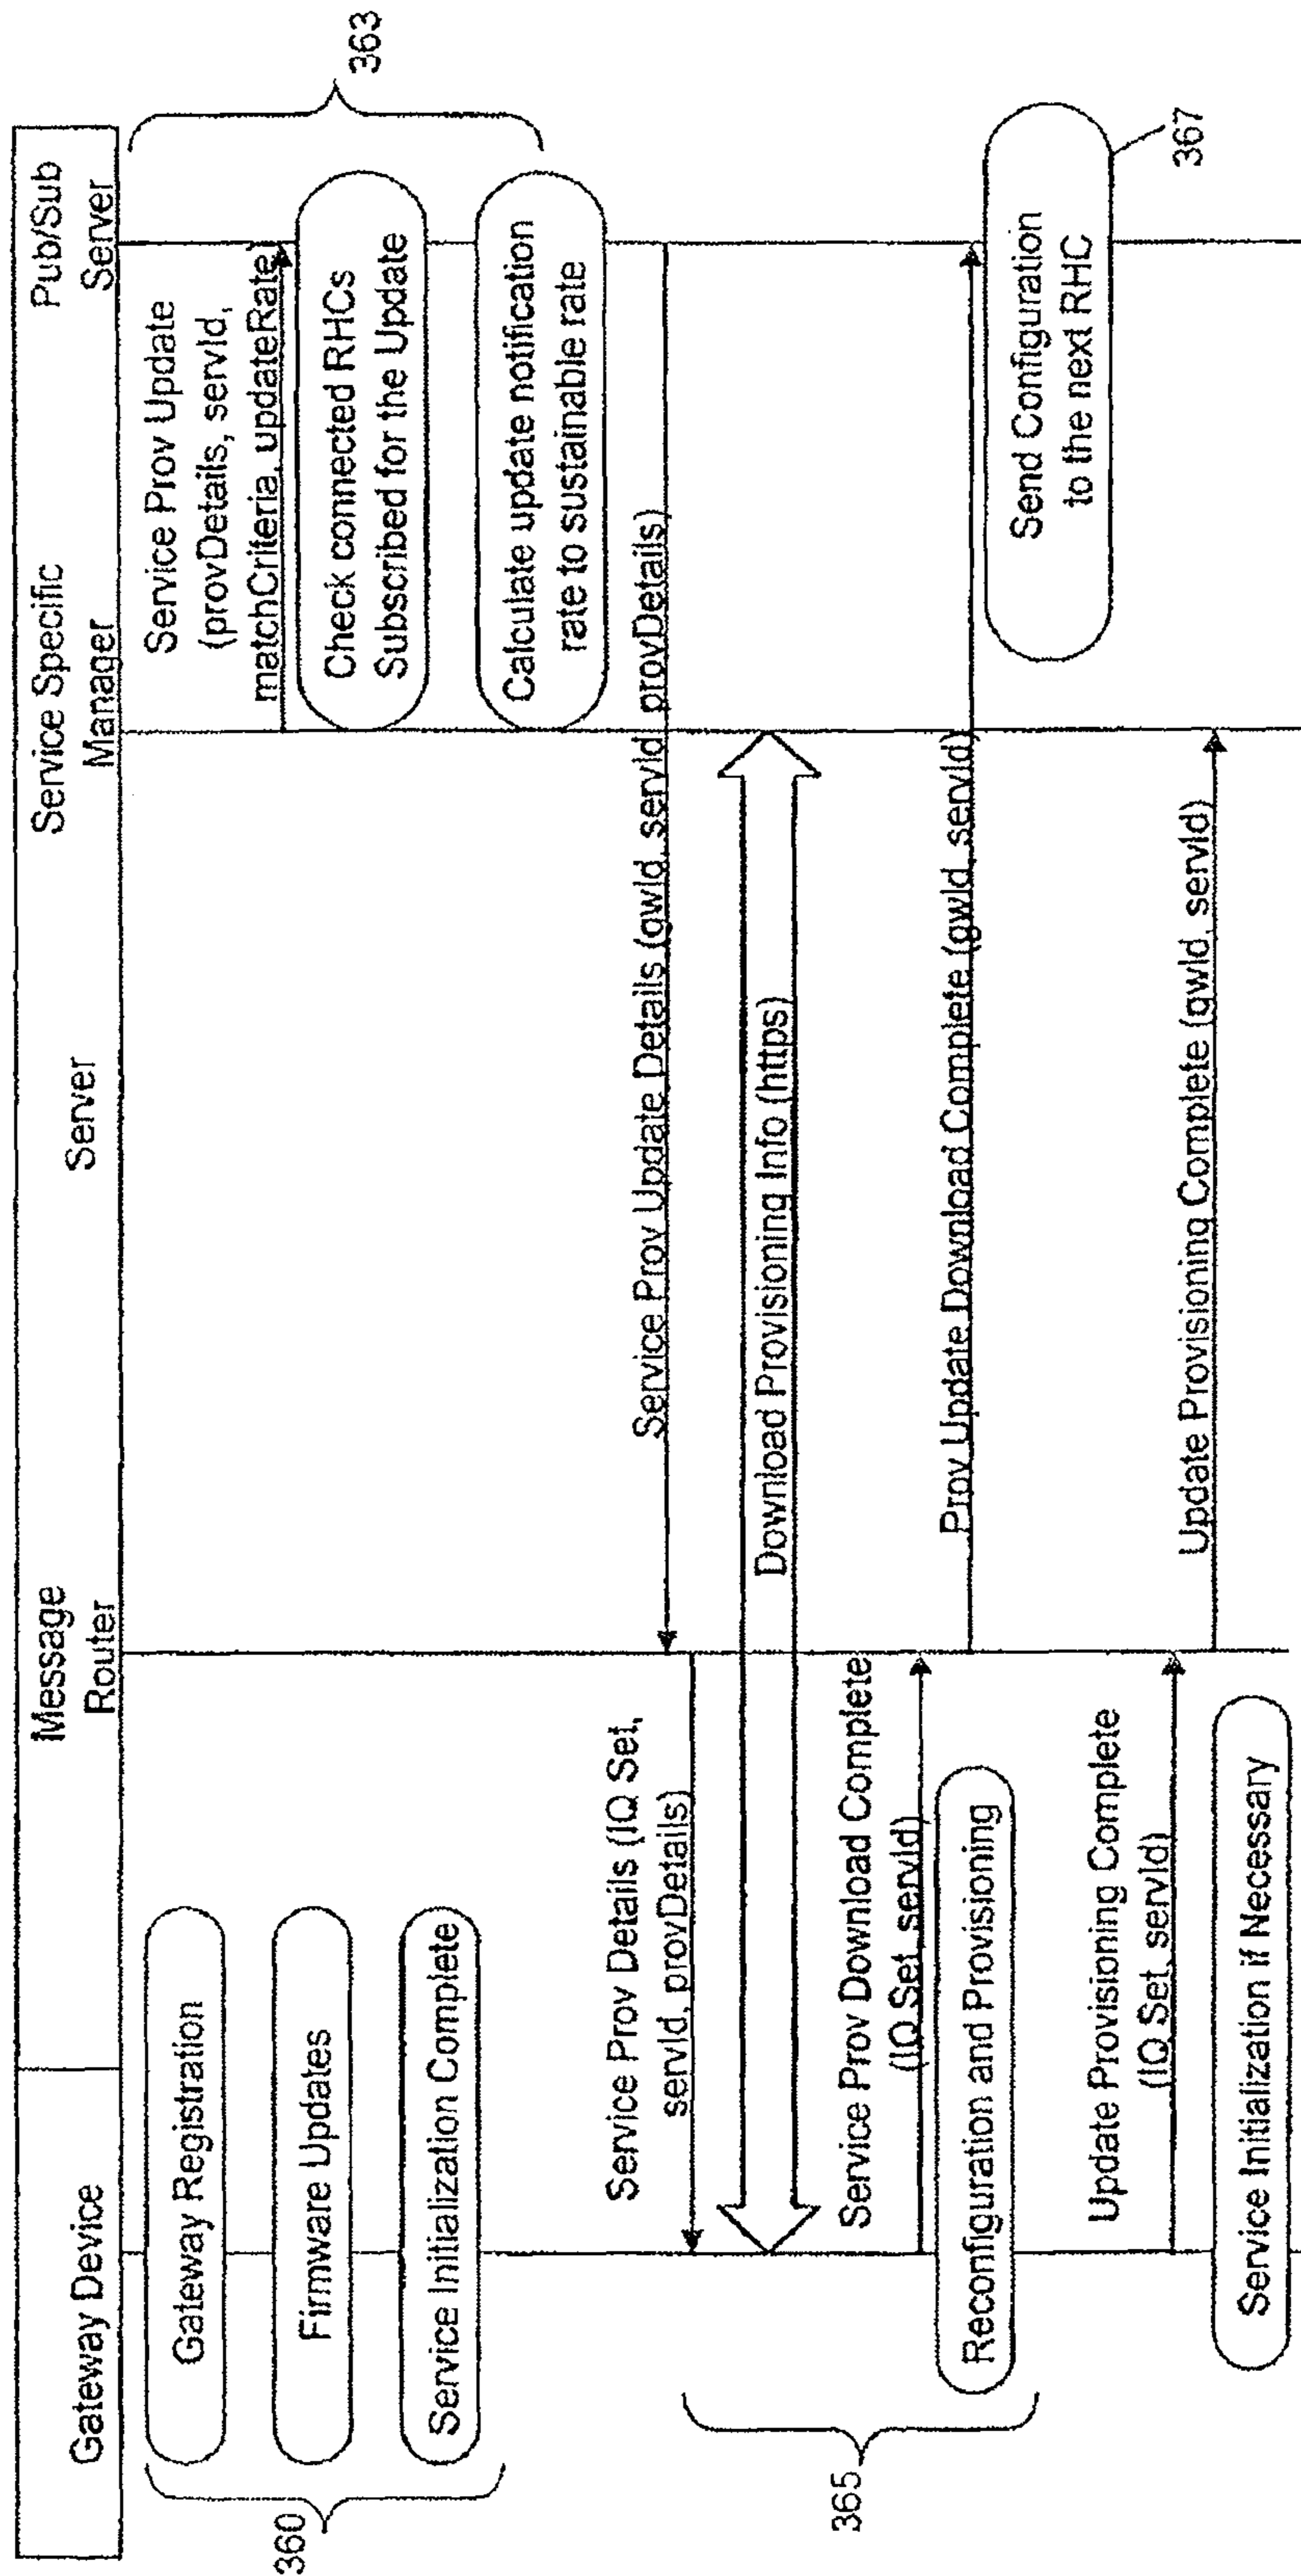 Gateway Device
Message
Router
Server
Service Specific
Manager
Pub/Sub
Server
Gateway Registration
Firmware Updates
Service Initialization Complete
360
Service Prov Update
(provDetails, servId,
matchCriteria, updateRate)
Check connected RHCs
Subscribed for the Update
Calculate update notification
rate to sustainable rate
363
Service Prov Update Details (gwId, servId, provDetails)
Service Prov Details (IQ Set,
servId, provDetails)
Download Provisioning Info (https)
Service Prov Download Complete
(IQ Set, servId)
Prov Update Download Complete (gwId, servId)
Reconfiguration and Provisioning
365
Send Configuration
to the next RHC
367
Update Provisioning Complete
(IQ Set, servId)
Update Provisioning Complete (gwId, servId)
Service Initialization if Necessary